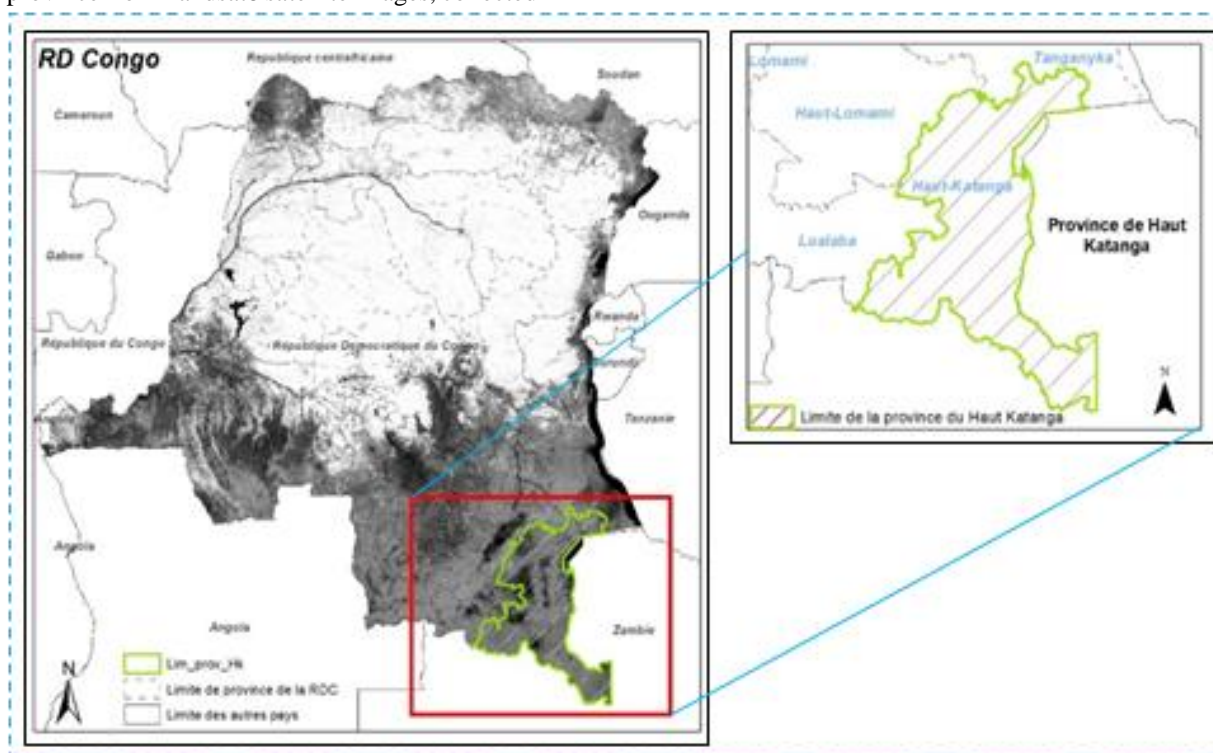 RD Congo
Republique centrafricaine
Soudan
Cameroun
Ouganda
Gabon
Rwanda
République du Congo
République Democratique du Congo
Tanzanie
Angola
Angola
Zambie
N
Lim_prov_Hk
Limite de province de la RDC
Limite des autres pays
Lomami
Tanganyka
Haut-Lomami
Haut-Katanga
Lualaba
Province de Haut
Katanga
N
Limite de la province du Haut Katanga